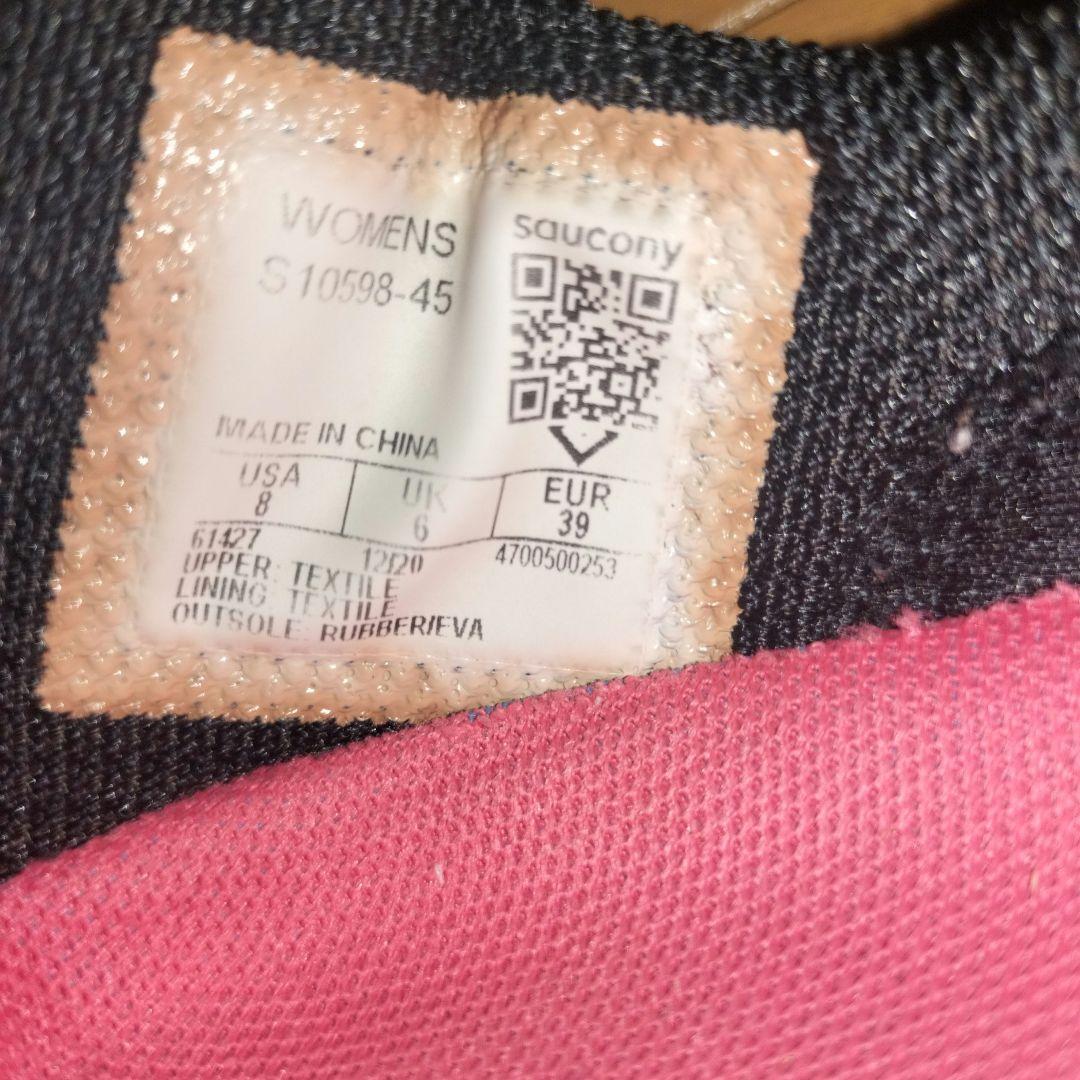 WOMENS
S10598-45
saucony
MADE IN CHINA
USA UK EUR
8 6 39
61427 12/20 4700500253
UPPER: TEXTILE
LINING: TEXTILE
OUTSOLE: RUBBER/EVA